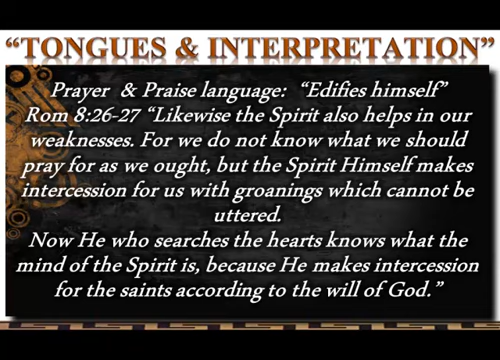 “TONGUES & INTERPRETATION”
Prayer & Praise language: “Edifies himself”
Rom 8:26-27 “Likewise the Spirit also helps in our
weaknesses. For we do not know what we should
pray for as we ought, but the Spirit Himself makes
intercession for us with groanings which cannot be
uttered.
Now He who searches the hearts knows what the
mind of the Spirit is, because He makes intercession
for the saints according to the will of God.”